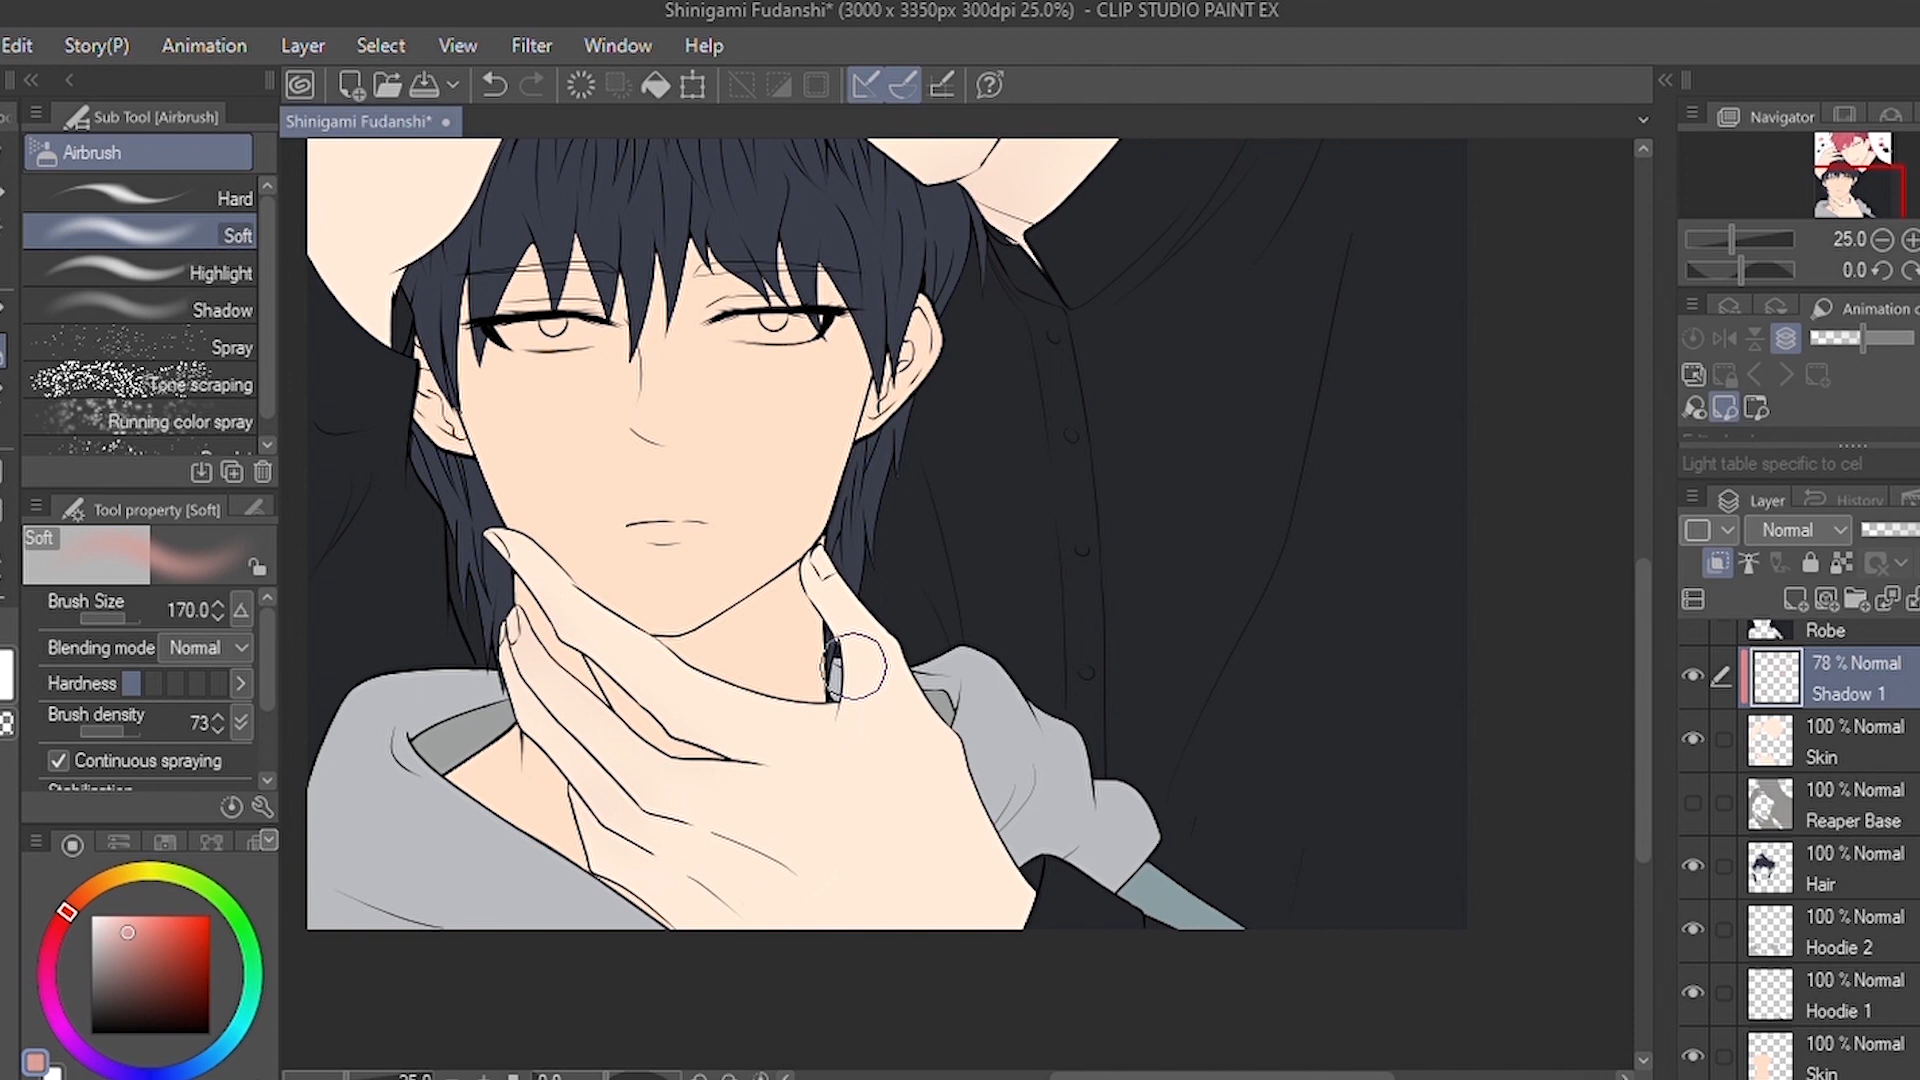 Shinigami Fudanshi* (3000 x 3350px 300dpi 25.0%) - CLIP STUDIO PAINT EX
Edit Story(P) Animation Layer Select View Filter Window Help
Sub Tool [Airbrush]
Airbrush
Hard
Soft
Highlight
Shadow
Spray
Tone scraping
Running color spray
Tool property [Soft]
Soft
Brush Size 170.0
Blending mode Normal
Hardness
Brush density 73
Continuous spraying
Shinigami Fudanshi*
Navigator
25.0
0.0
Animation c
Light table specific to cel
Layer History
Normal
Robe
78 % Normal
Shadow 1
100 % Normal
Skin
100 % Normal
Reaper Base
100 % Normal
Hair
100 % Normal
Hoodie 2
100 % Normal
Hoodie 1
100 % Normal
Skin